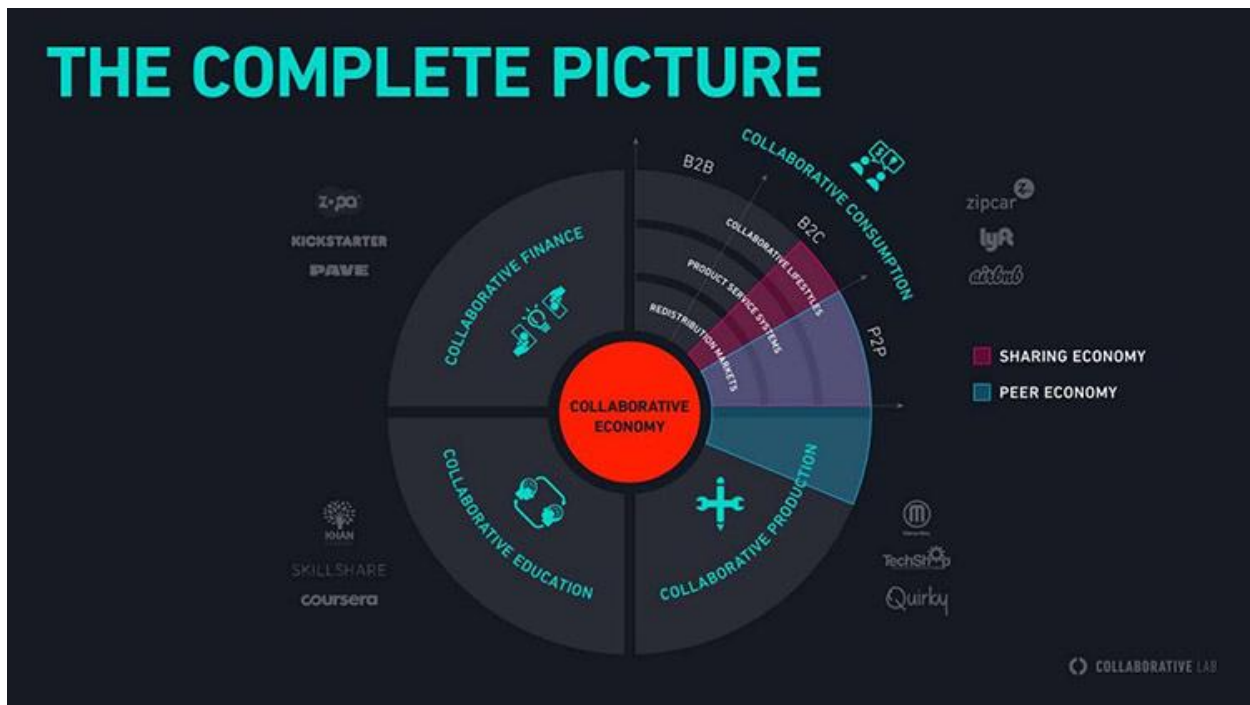 THE COMPLETE PICTURE
Z·PA
KICKSTARTER
PAVE
COLLABORATIVE FINANCE
B2B
B2C
P2P
COLLABORATIVE CONSUMPTION
COLLABORATIVE LIFESTYLES
PRODUCT SERVICE SYSTEMS
REDISTRIBUTION MARKETS
z
zipcar
lyft
airbnb
SHARING ECONOMY
PEER ECONOMY
COLLABORATIVE
ECONOMY
COLLABORATIVE EDUCATION
COLLABORATIVE PRODUCTION
KHAN
SKILLSHARE
coursera
M
TechShop
Quirky
COLLABORATIVE LAB